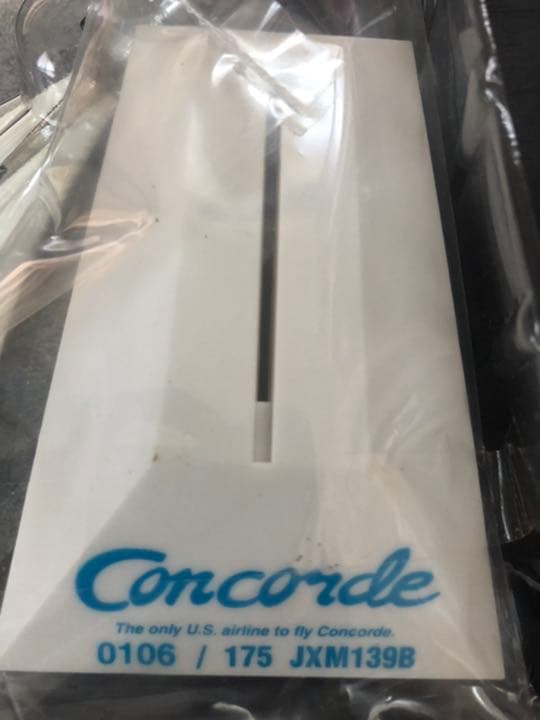 Concorde
The only U.S. airline to fly Concorde.
0106 / 175 JXM139B